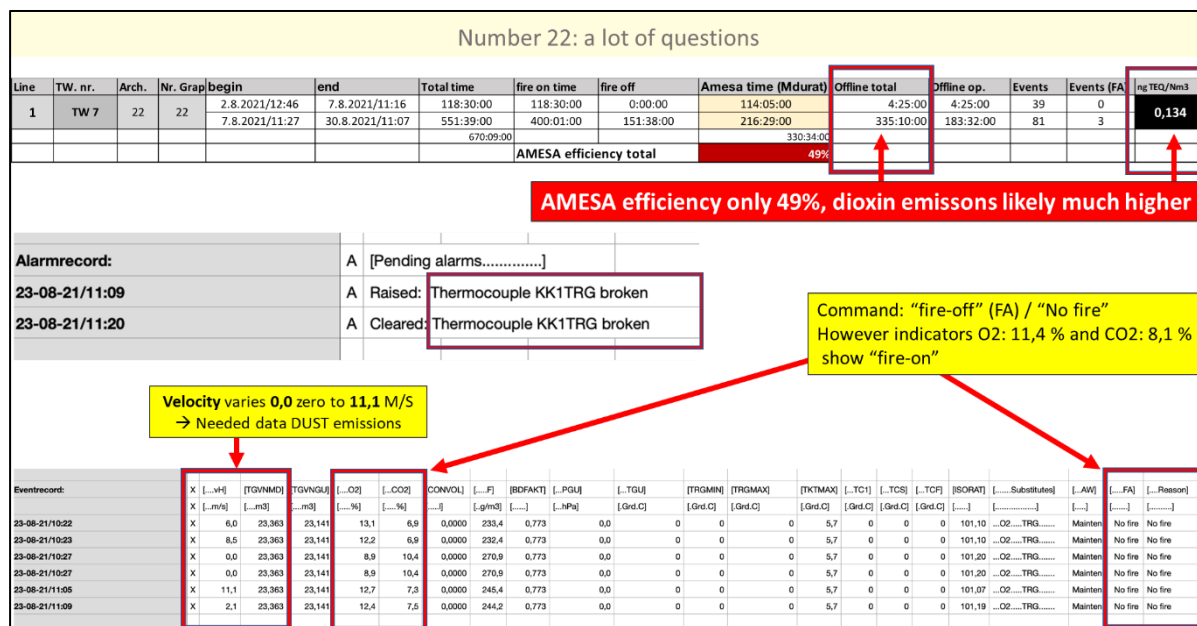 Number 22: a lot of questions
Line TW. nr. Arch. Nr. Grap begin end Total time fire on time fire off Amesa time (Mdurat) Offline total Offline op. Events Events (FA) ng TEQ/Nm3
1 TW 7 22 22 2.8.2021/12:46 7.8.2021/11:16 118:30:00 118:30:00 0:00:00 114:05:00 4:25:00 4:25:00 39 0 0,134
7.8.2021/11:27 30.8.2021/11:07 551:39:00 400:01:00 151:38:00 216:29:00 335:10:00 183:32:00 81 3
670:09:00 330:34:00
AMESA efficiency total 49%
AMESA efficiency only 49%, dioxin emissons likely much higher
Alarmrecord: A [Pending alarms..............]
23-08-21/11:09 A Raised: Thermocouple KK1TRG broken
23-08-21/11:20 A Cleared: Thermocouple KK1TRG broken
Command: “fire-off” (FA) / “No fire”
However indicators O2: 11,4 % and CO2: 8,1 %
show “fire-on”
Velocity varies 0,0 zero to 11,1 M/S
→ Needed data DUST emissions
Eventrecord: X [....vH] [TGVNMD] [TGVNGU] [....O2] [....CO2] [CONVOL] [.....F] [BDFAKT] [...PGU] [...TGU] [TRGMIN] [TRGMAX] [TKTMAX] [...TC1] [...TCS] [...TCF] [ISORAT] [........Substitutes] [...AW] [.....FA] [....Reason]
X [...m/s] [....m3] [....m3] [.....%] [.....%] [.....l] [..g/m3] [......] [...hPa] [.Grd.C] [.Grd.C] [.Grd.C] [.Grd.C] [.Grd.C] [.Grd.C] [.Grd.C] [......] [..................] [.....] [......] [..........]
23-08-21/10:22 X 6,0 23,363 23,141 13,1 6,9 0,0000 233,4 0,773 0,0 0 0 0 5,7 0 0 0 101,10 ...O2.....TRG....... Mainten No fire No fire
23-08-21/10:23 X 8,5 23,363 23,141 12,2 6,9 0,0000 232,4 0,773 0,0 0 0 0 5,7 0 0 0 101,10 ...O2.....TRG....... Mainten No fire No fire
23-08-21/10:27 X 0,0 23,363 23,141 8,9 10,4 0,0000 270,9 0,773 0,0 0 0 0 5,7 0 0 0 101,20 ...O2.....TRG....... Mainten No fire No fire
23-08-21/10:27 X 0,0 23,363 23,141 8,9 10,4 0,0000 270,9 0,773 0,0 0 0 0 5,7 0 0 0 101,20 ...O2.....TRG....... Mainten No fire No fire
23-08-21/11:05 X 11,1 23,363 23,141 12,7 7,3 0,0000 245,4 0,773 0,0 0 0 0 5,7 0 0 0 101,07 ...O2.....TRG....... Mainten No fire No fire
23-08-21/11:09 X 2,1 23,363 23,141 12,4 7,5 0,0000 244,2 0,773 0,0 0 0 0 5,7 0 0 0 101,19 ...O2.....TRG....... Mainten No fire No fire